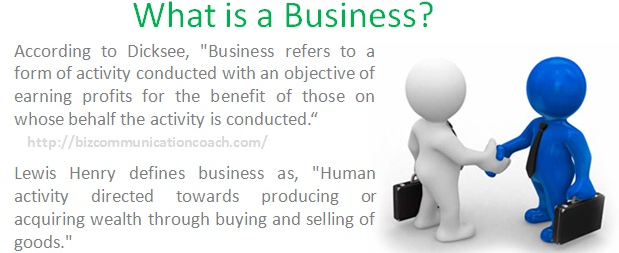 What is a Business?
According to Dicksee, "Business refers to a
form of activity conducted with an objective of
earning profits for the benefit of those on
whose behalf the activity is conducted.“
http://bizcommunicationcoach.com/
Lewis Henry defines business as, "Human
activity directed towards producing or
acquiring wealth through buying and selling of
goods."